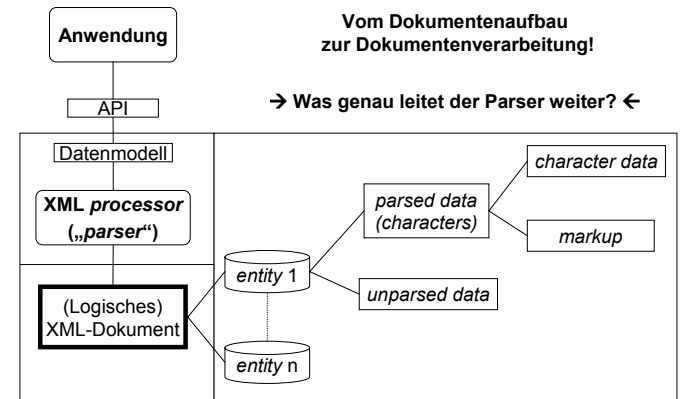 Anwendung
Vom Dokumentenaufbau
zur Dokumentenverarbeitung!
API
→ Was genau leitet der Parser weiter? ←
Datenmodell
XML processor
(„parser“)
(Logisches)
XML-Dokument
entity 1
entity n
parsed data
(characters)
unparsed data
character data
markup